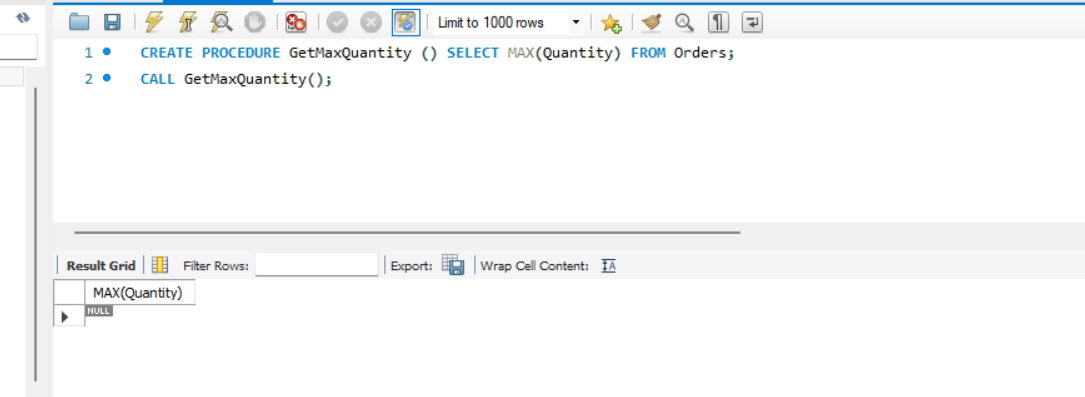 Limit to 1000 rows
1 CREATE PROCEDURE GetMaxQuantity () SELECT MAX(Quantity) FROM Orders;
2 CALL GetMaxQuantity();
Result Grid Filter Rows: Export: Wrap Cell Content: IA
MAX(Quantity)
NULL